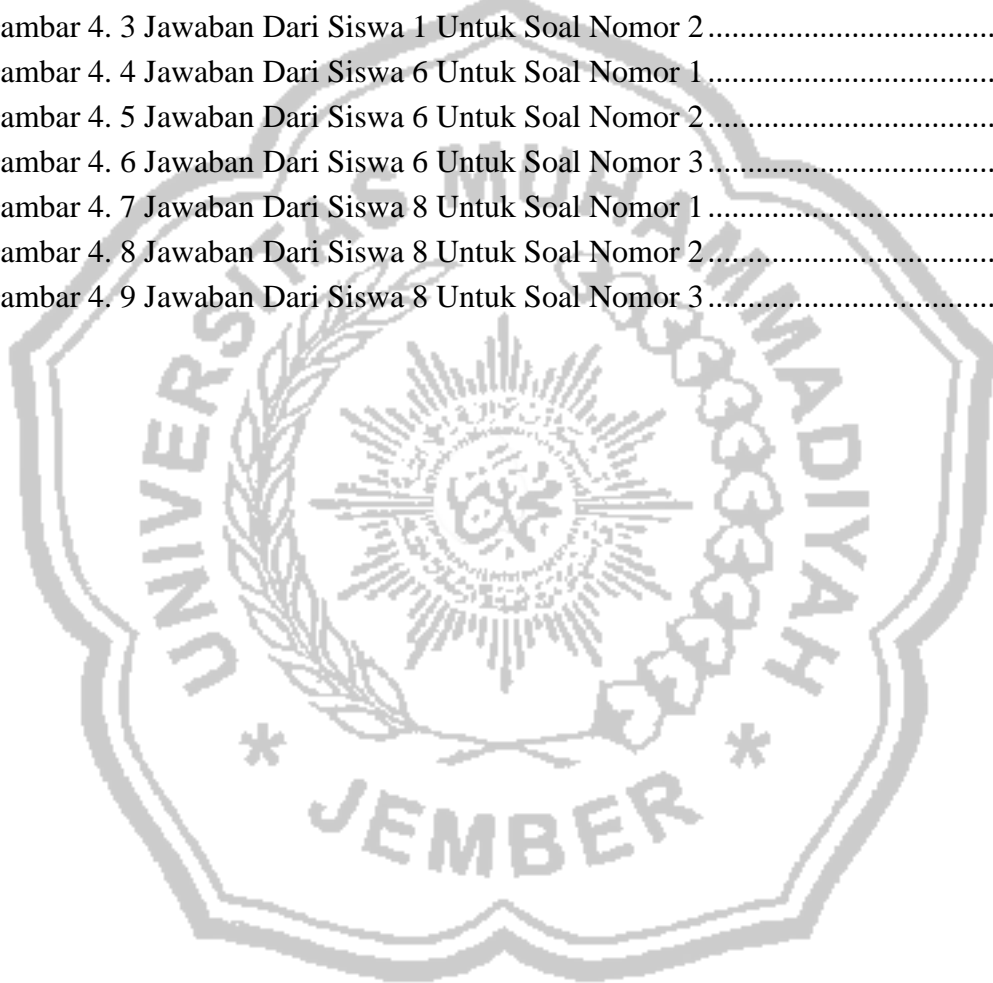 ambar 4. 3 Jawaban Dari Siswa 1 Untuk Soal Nomor 2....................................
ambar 4. 4 Jawaban Dari Siswa 6 Untuk Soal Nomor 1....................................
ambar 4. 5 Jawaban Dari Siswa 6 Untuk Soal Nomor 2....................................
ambar 4. 6 Jawaban Dari Siswa 6 Untuk Soal Nomor 3....................................
ambar 4. 7 Jawaban Dari Siswa 8 Untuk Soal Nomor 1....................................
ambar 4. 8 Jawaban Dari Siswa 8 Untuk Soal Nomor 2....................................
ambar 4. 9 Jawaban Dari Siswa 8 Untuk Soal Nomor 3....................................
UNIVERSITAS MUHAMMADIYAH
* JEMBER *